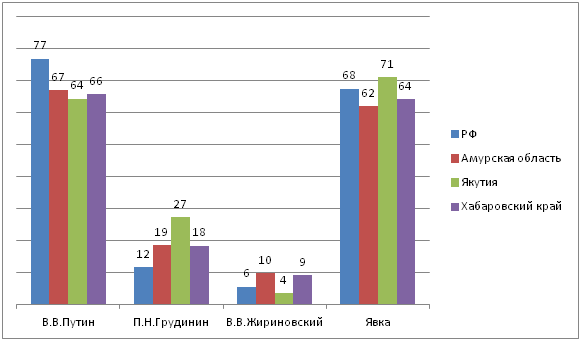 77
67
64
66
12
19
27
18
6
10
4
9
68
62
71
64
В.В.Путин
П.Н.Грудинин
В.В.Жириновский
Явка
РФ
Амурская область
Якутия
Хабаровский край